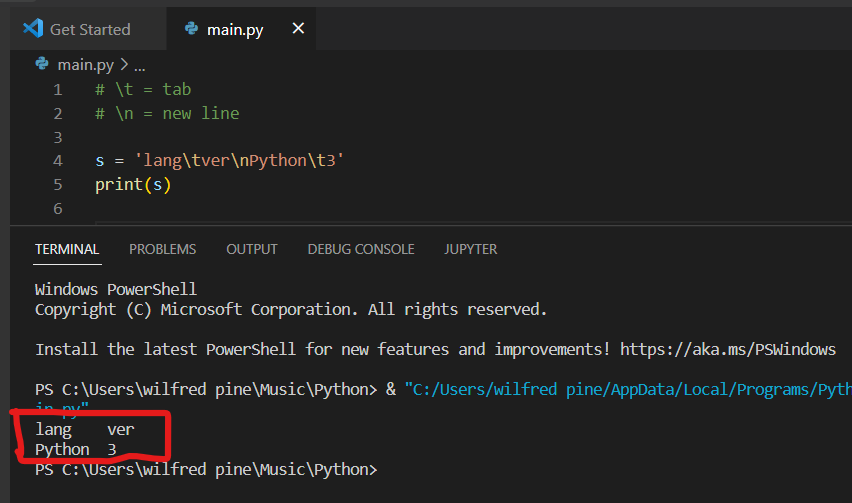 Get Started main.py ×
main.py > ...
1 # \t = tab
2 # \n = new line
3
4 s = 'lang\tver\nPython\t3'
5 print(s)
6
TERMINAL PROBLEMS OUTPUT DEBUG CONSOLE JUPYTER
Windows PowerShell
Copyright (C) Microsoft Corporation. All rights reserved.
Install the latest PowerShell for new features and improvements! https://aka.ms/PSWindows
PS C:\Users\wilfred pine\Music\Python> & "C:/Users/wilfred pine/AppData/Local/Programs/Pyth
in.py"
lang ver
Python 3
PS C:\Users\wilfred pine\Music\Python>